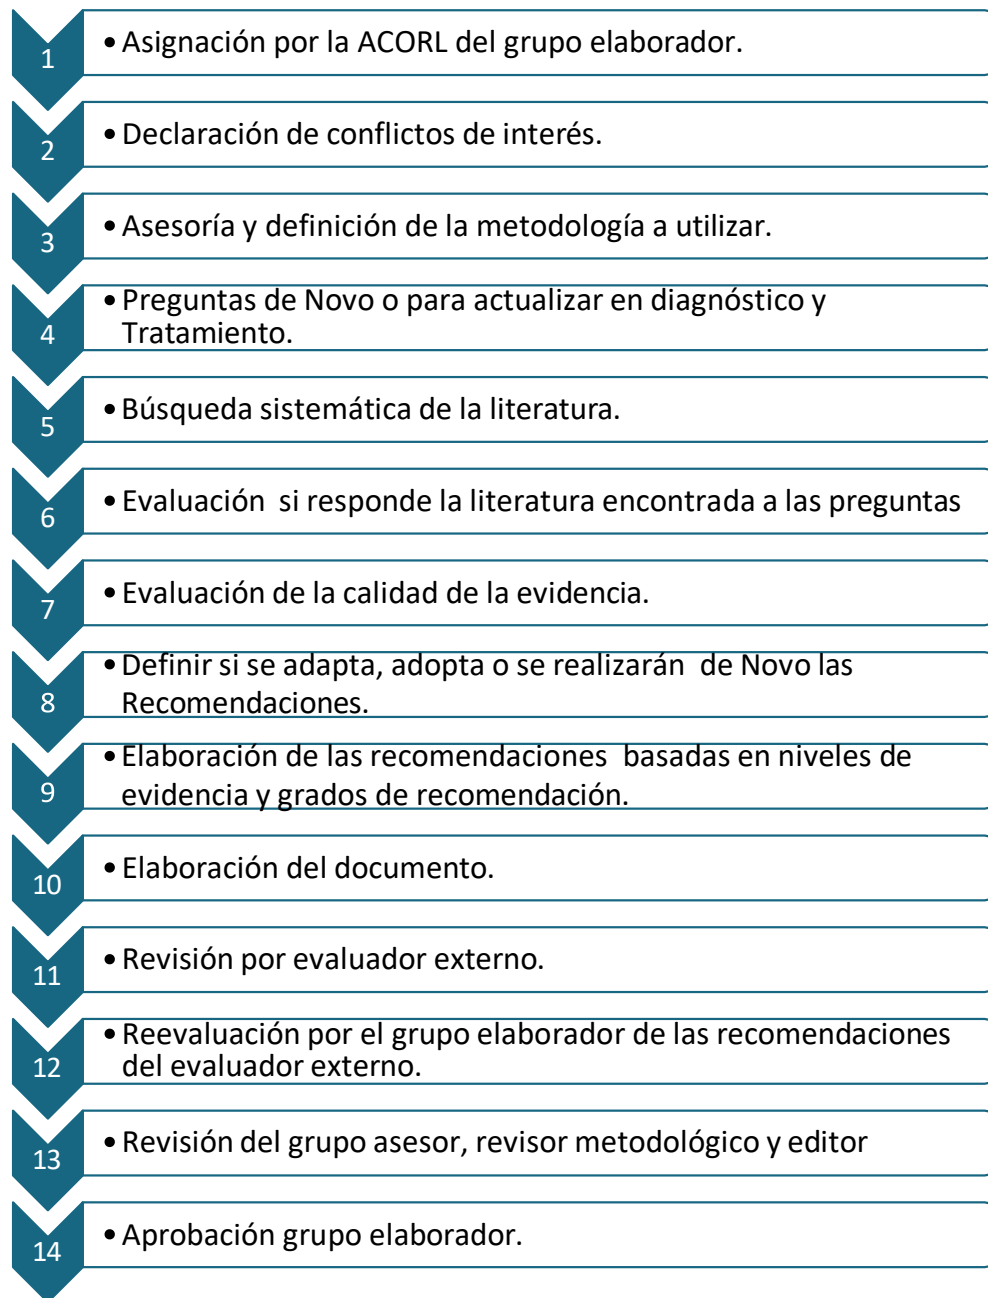 1
• Asignación por la ACORL del grupo elaborador.
2
• Declaración de conflictos de interés.
3
• Asesoría y definición de la metodología a utilizar.
4
• Preguntas de Novo o para actualizar en diagnóstico y
Tratamiento.
5
• Búsqueda sistemática de la literatura.
6
• Evaluación  si responde la literatura encontrada a las preguntas
7
• Evaluación de la calidad de la evidencia.
8
• Definir si se adapta, adopta o se realizarán  de Novo las
Recomendaciones.
9
• Elaboración de las recomendaciones  basadas en niveles de
evidencia y grados de recomendación.
10
• Elaboración del documento.
11
• Revisión por evaluador externo.
12
• Reevaluación por el grupo elaborador de las recomendaciones
del evaluador externo.
13
• Revisión del grupo asesor, revisor metodológico y editor
14
• Aprobación grupo elaborador.